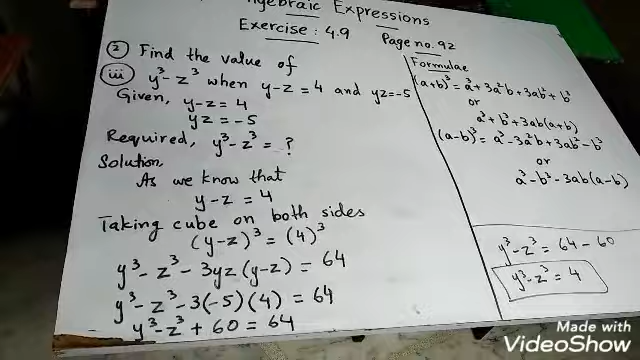 Algebraic Expressions
Exercise : 4.9
Page no. 92
② Find the value of
(iii) y³-z³ when y-z=4 and yz=-5
Given, y-z=4
yz=-5
Required, y³-z³=?
Solution,
As we know that
y-z=4
Taking cube on both sides
(y-z)³=(4)³
y³-z³-3yz(y-z)=64
y³-z³-3(-5)(4)=64
y³-z³+60=64
Formulae
(a+b)³=a³+3a²b+3ab²+b³
or
a³+b³+3ab(a+b)
(a-b)³=a³-3a²b+3ab²-b³
or
a³-b³-3ab(a-b)
y³-z³=64-60
y³-z³=4
Made with
VideoShow